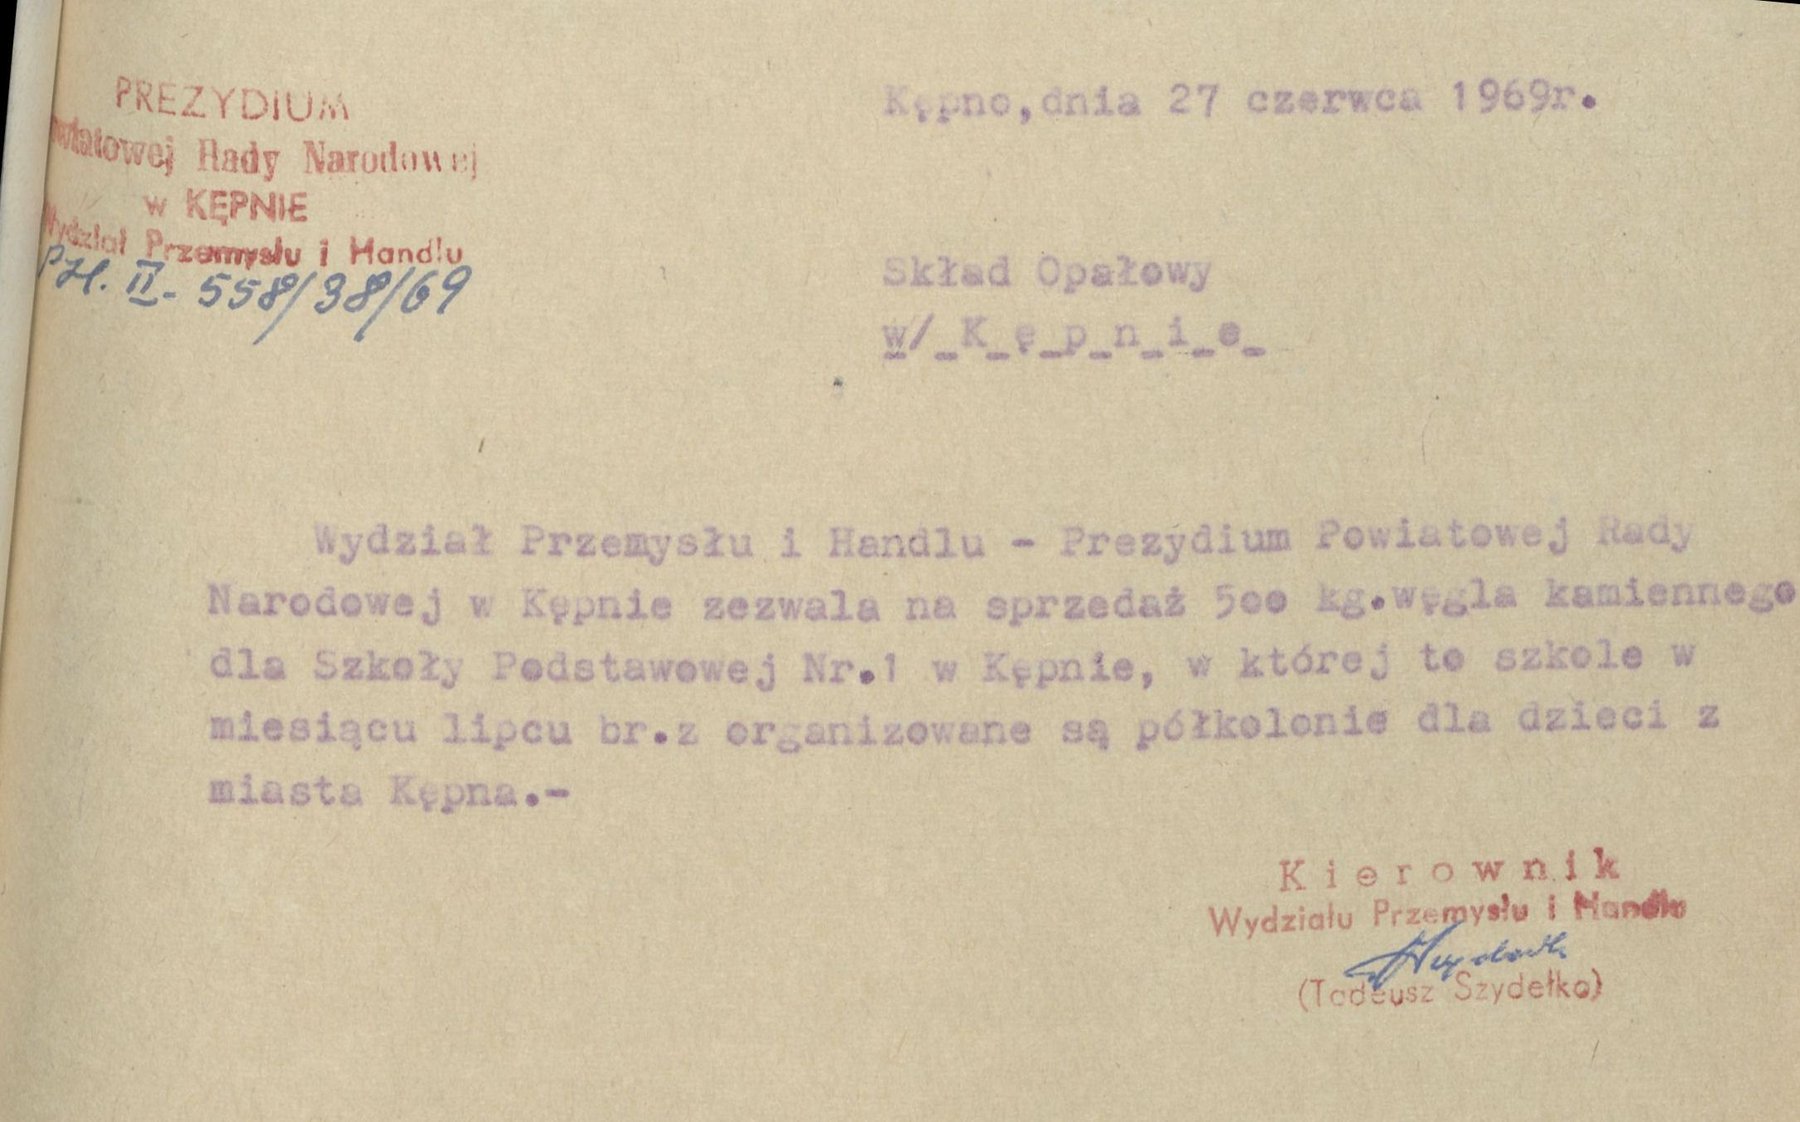 PREZYDIUM
wiatowej Rady Narodowej
w KĘPNIE
Wydział Przemysłu i Handlu
PH. II - 558/38/69
Kępno, dnia 27 czerwca 1969r.
Skład Opałowy
w/ K ę p n i e
Wydział Przemysłu i Handlu - Prezydium Powiatowej Rady
Narodowej w Kępnie zezwala na sprzedaż 500 kg.węgla kamiennego
dla Szkoły Podstawowej Nr.1 w Kępnie, w której to szkole w
miesiącu lipcu br.z organizowane są półkolonie dla dzieci z
miasta Kępna.-
Kierownik
Wydziału Przemysłu i Handlu
(Tadeusz Szydełko)